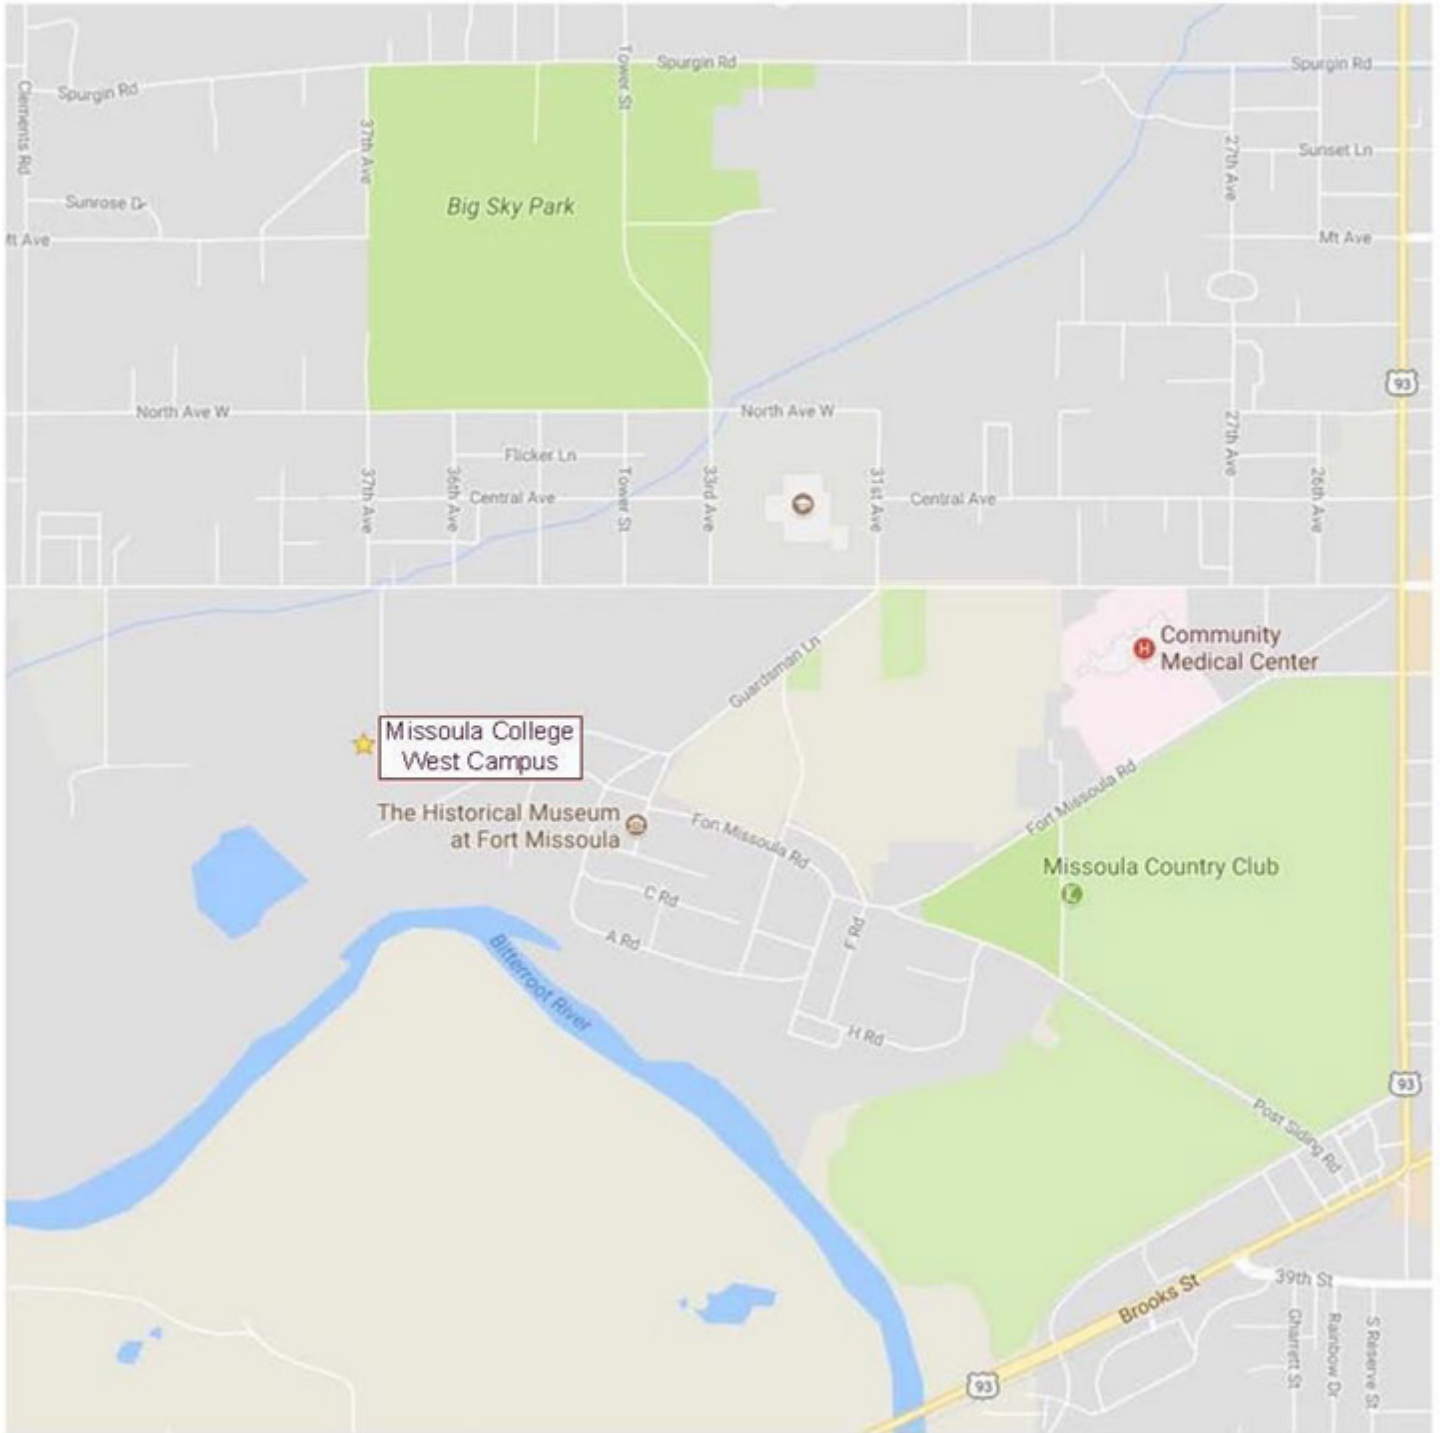 Spurgin Rd
Spurgin Rd
Spurgin Rd
Tower St
Clements Rd
37th Ave
27th Ave
Sunset Ln
Sunrose Dr
Big Sky Park
Mt Ave
Mt Ave
93
North Ave W
North Ave W
27th Ave
Flicker Ln
37th Ave
36th Ave
Central Ave
Tower St
33rd Ave
31st Ave
Central Ave
26th Ave
Guardsman Ln
H
Community
Medical Center
Missoula College
West Campus
The Historical Museum
at Fort Missoula
Fort Missoula Rd
Fort Missoula Rd
Missoula Country Club
C Rd
A Rd
F Rd
H Rd
Bitterroot River
93
Post Siding Rd
Brooks St
39th St
Gharrett St
Rainbow Dr
S Reserve St
93